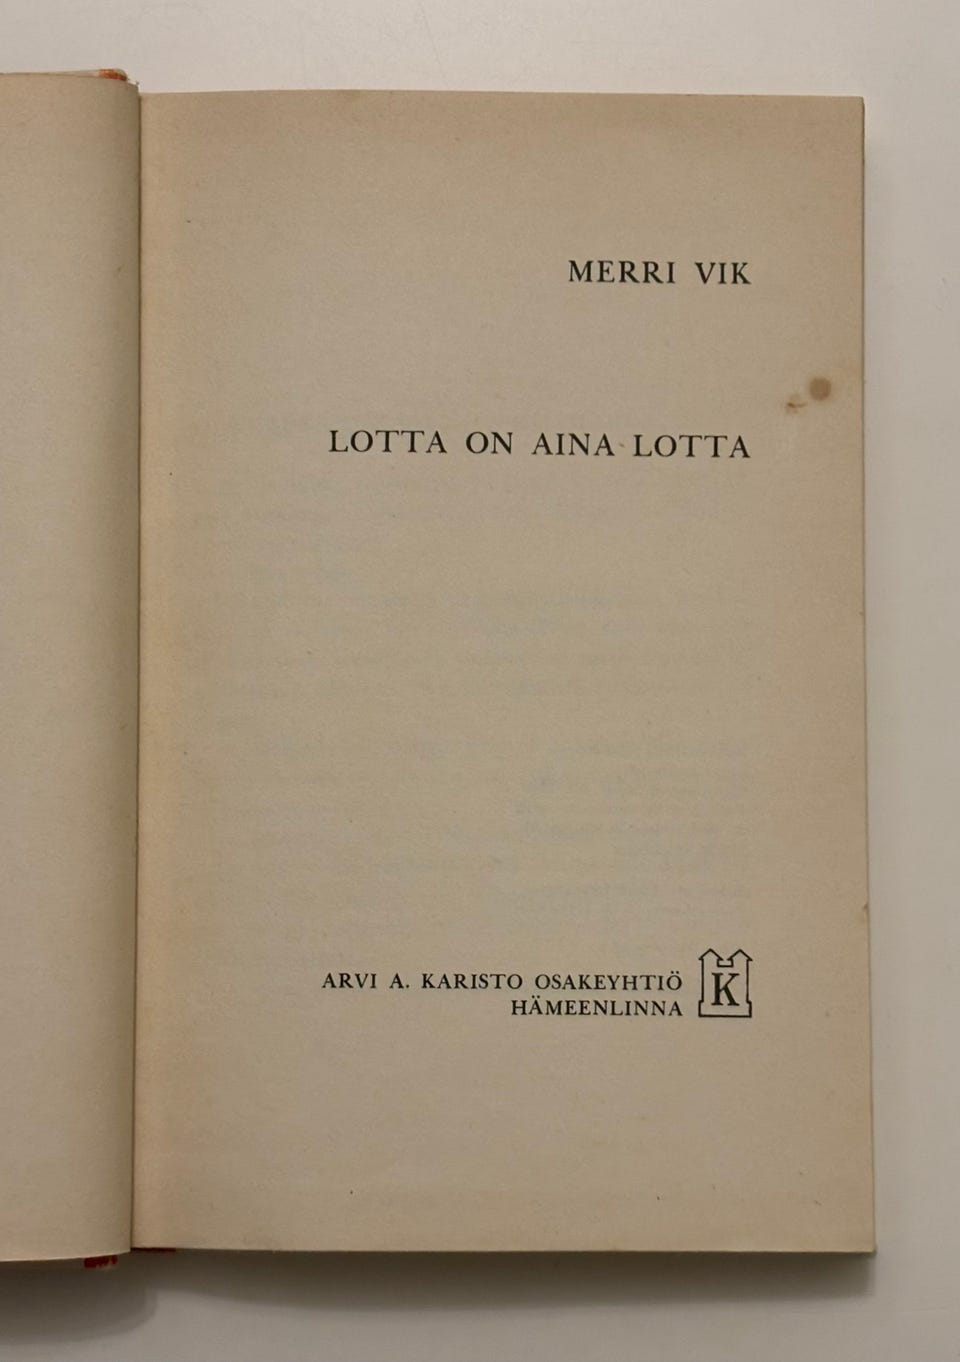 MERRI VIK
LOTTA ON AINA LOTTA
ARVI A. KARISTO OSAKEYHTIÖ
HÄMEENLINNA
K